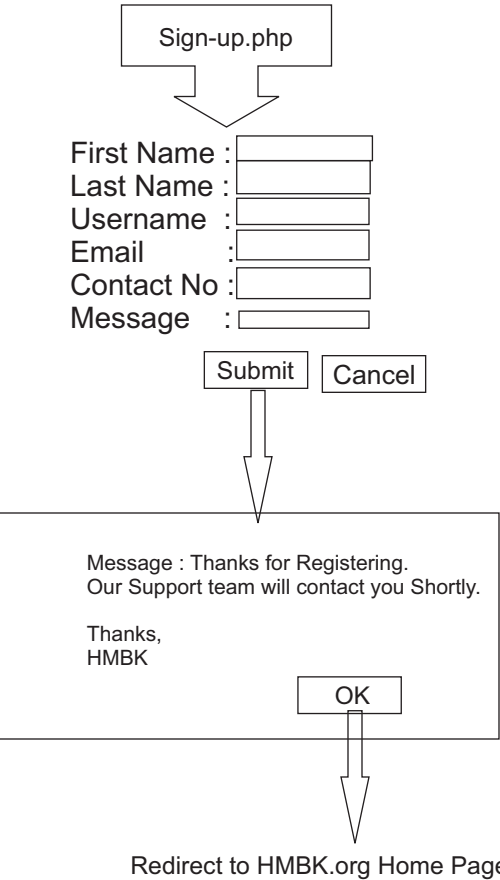 Sign-up.php
First Name :
Last Name :
Username :
Email :
Contact No :
Message :
Submit Cancel
Message : Thanks for Registering.
Our Support team will contact you Shortly.
Thanks,
HMBK
OK
Redirect to HMBK.org Home Page